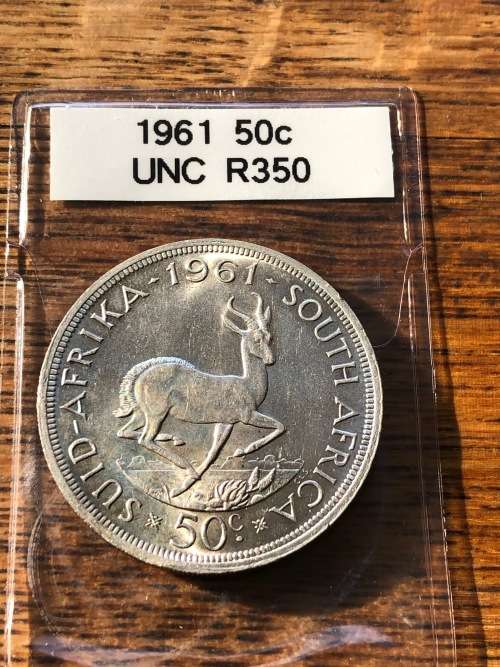 1961 50c
UNC R350
SUID-AFRIKA · 1961 · SOUTH AFRICA
50c